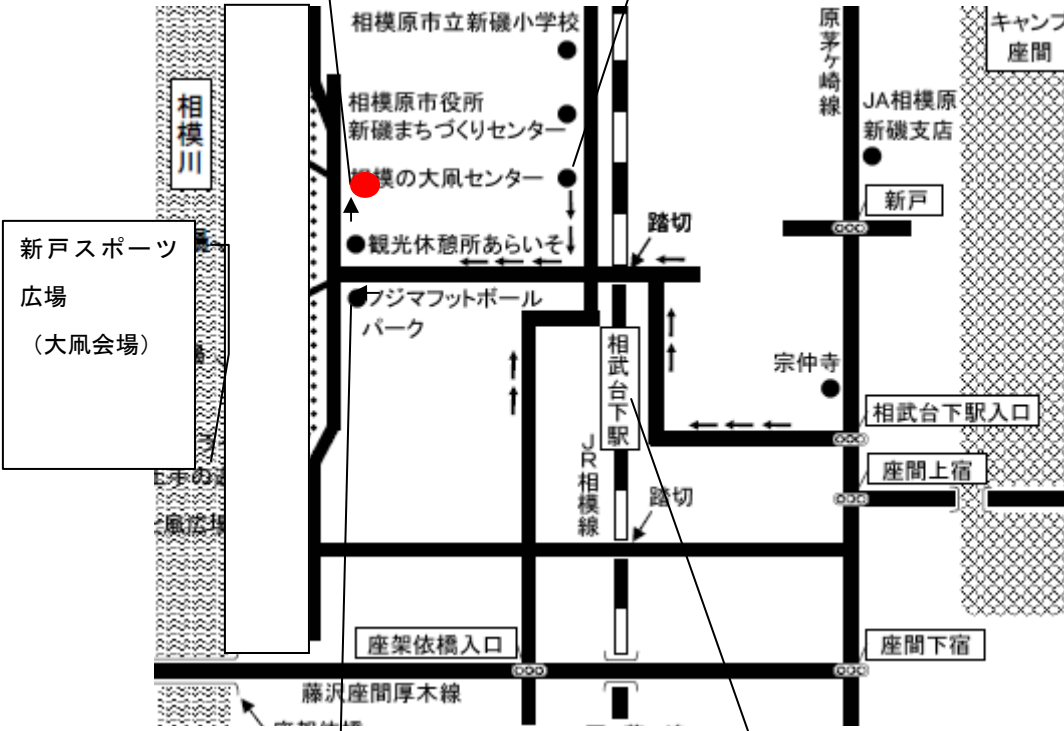 相模原市立新磯小学校
原茅ヶ崎線
キャンプ
座間
相模川
相模原市役所
新磯まちづくりセンター
JA相模原
新磯支店
模の大凧センター
新戸
踏切
観光休憩所あらいそ
新戸スポーツ
広場
（大凧会場）
フジマフットボール
パーク
相武台下駅
宗仲寺
相武台下駅入口
JR相模線
座間上宿
踏切
座架依橋入口
座間下宿
藤沢座間厚木線